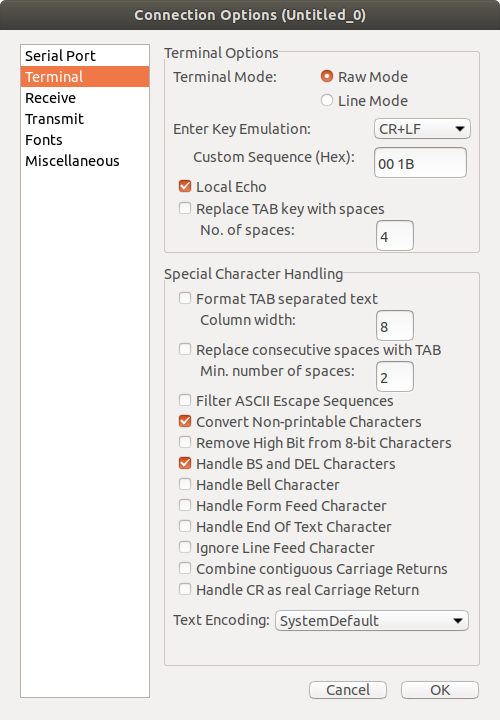 Connection Options (Untitled_0)
Serial Port
Terminal
Receive
Transmit
Fonts
Miscellaneous
Terminal Options
Terminal Mode: Raw Mode
Line Mode
Enter Key Emulation: CR+LF
Custom Sequence (Hex): 00 1B
Local Echo
Replace TAB key with spaces
No. of spaces: 4
Special Character Handling
Format TAB separated text
Column width: 8
Replace consecutive spaces with TAB
Min. number of spaces: 2
Filter ASCII Escape Sequences
Convert Non-printable Characters
Remove High Bit from 8-bit Characters
Handle BS and DEL Characters
Handle Bell Character
Handle Form Feed Character
Handle End Of Text Character
Ignore Line Feed Character
Combine contiguous Carriage Returns
Handle CR as real Carriage Return
Text Encoding: SystemDefault
Cancel OK